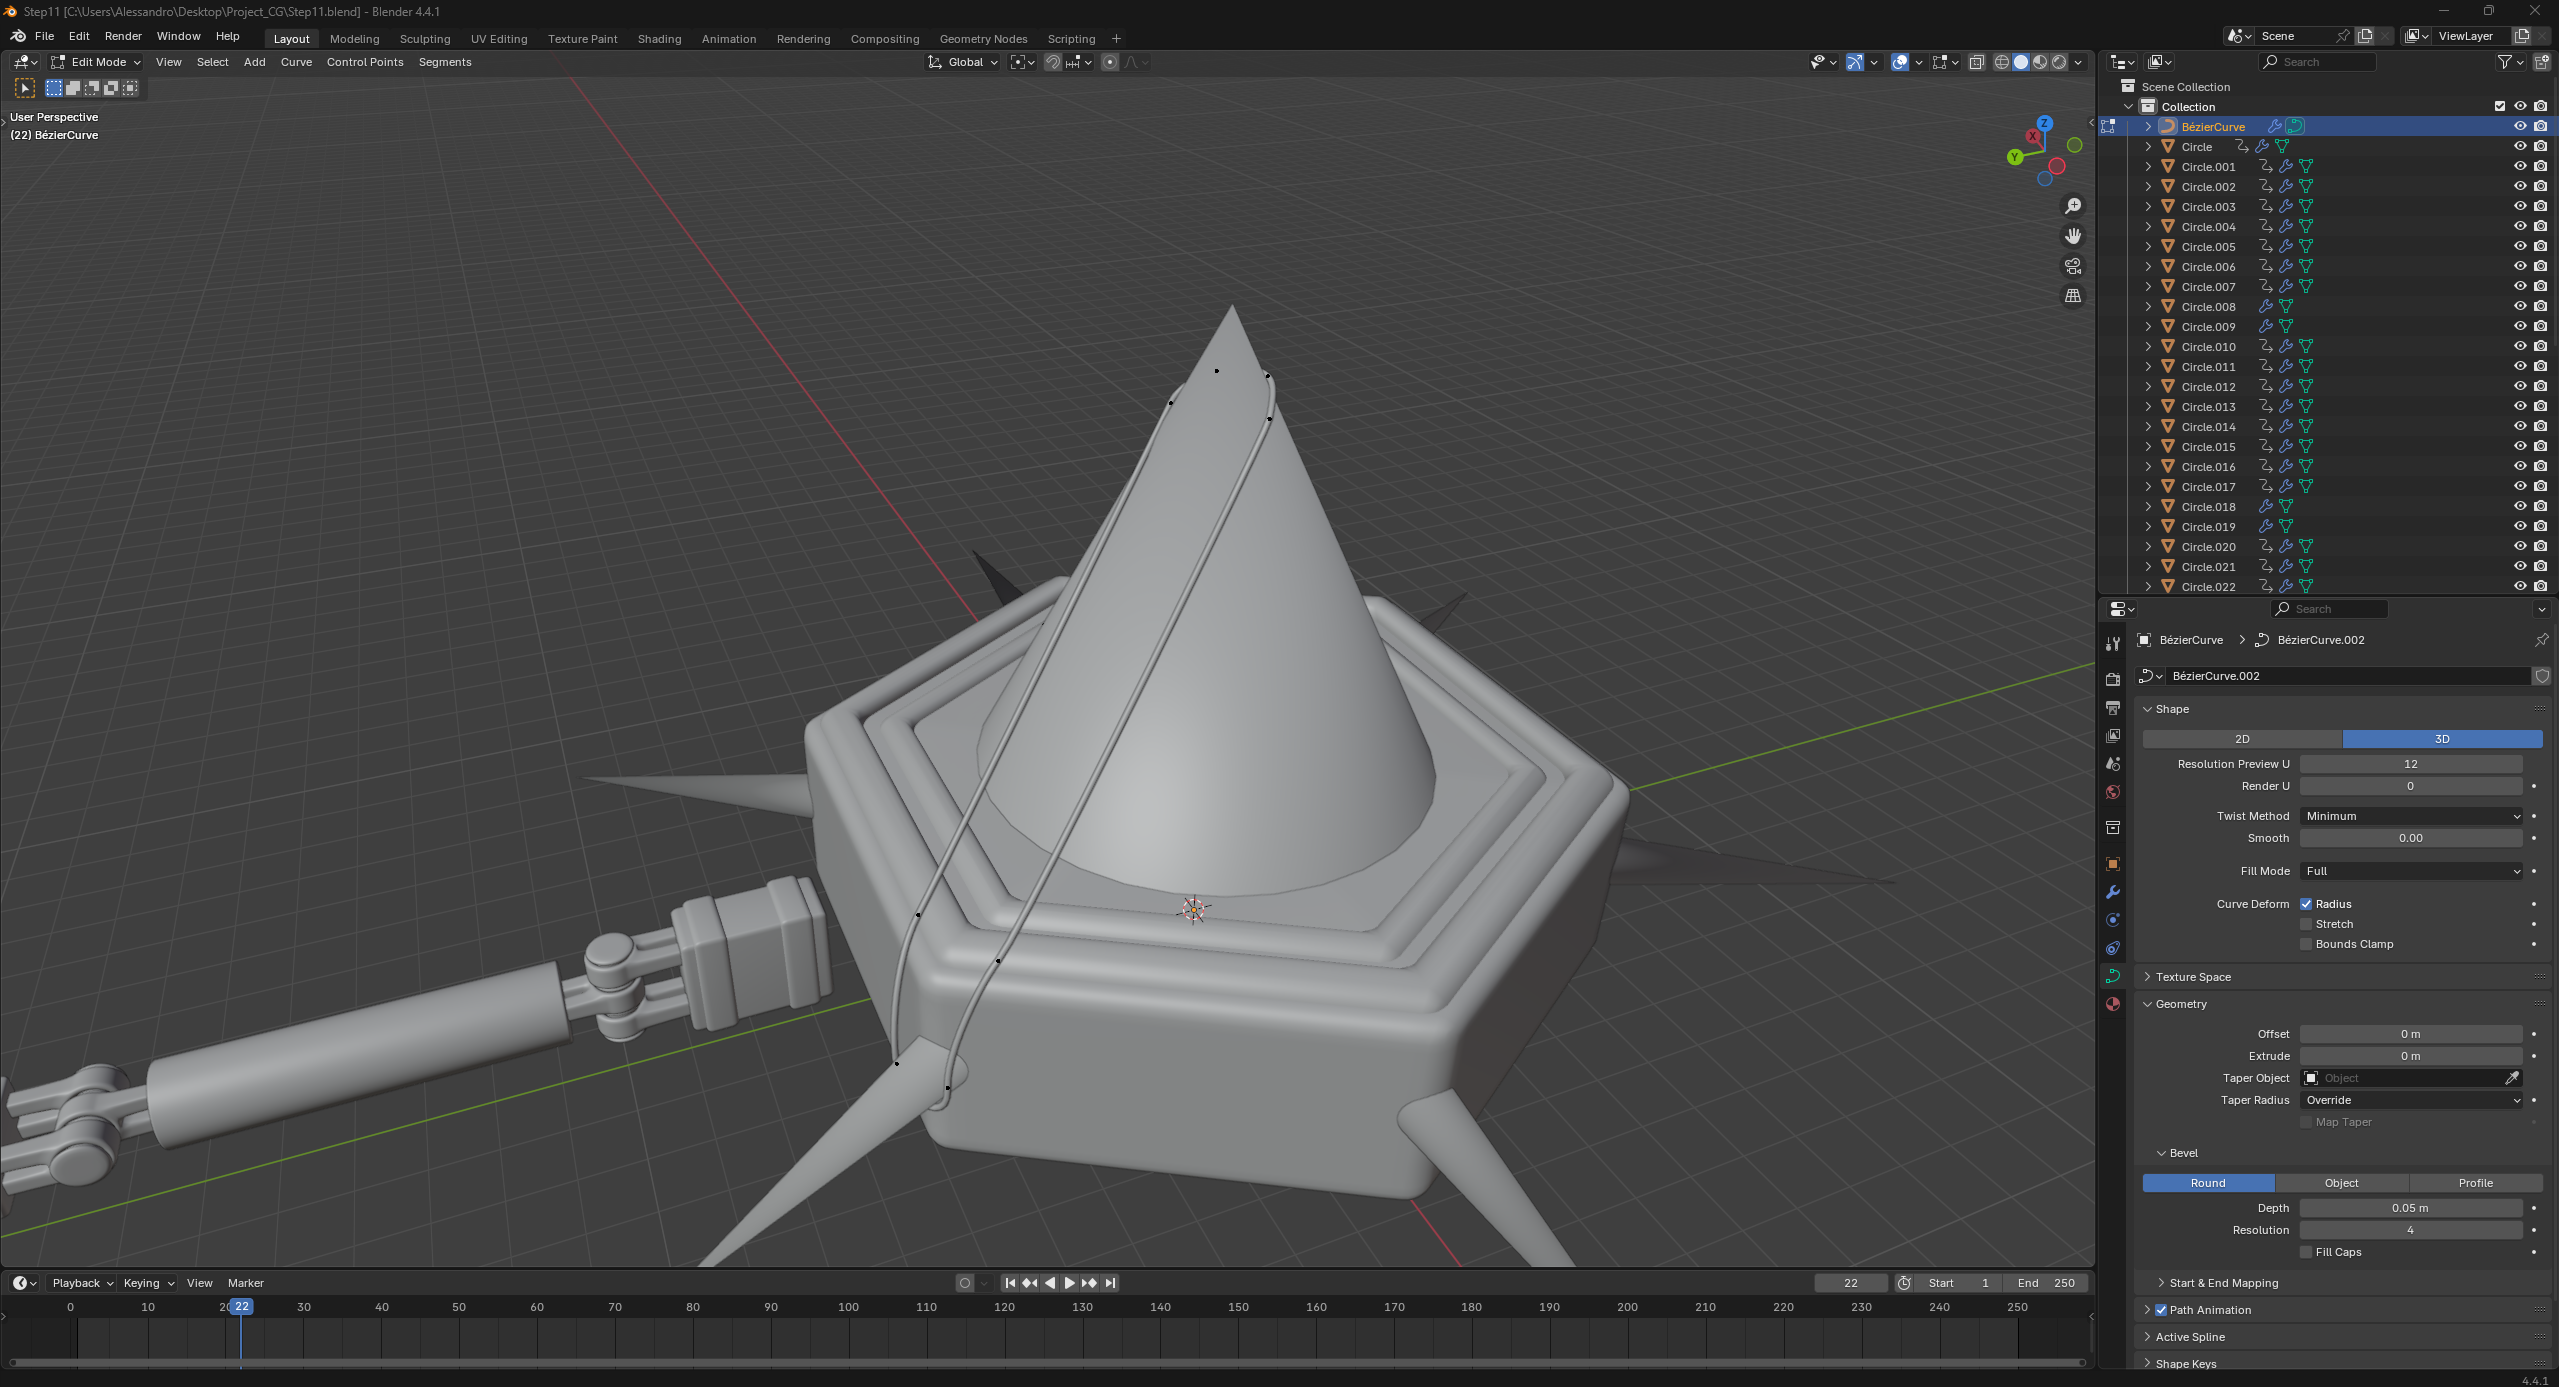 Step11 [C:\Users\Alessandro\Desktop\Project_CG\Step11.blend] - Blender 4.4.1
File Edit Render Window Help Layout Modeling Sculpting UV Editing Texture Paint Shading Animation Rendering Compositing Geometry Nodes Scripting + Scene ViewLayer
Edit Mode View Select Add Curve Control Points Segments Global
User Perspective
(22) BézierCurve
Z
X
Y
Search
Scene Collection
Collection
BézierCurve
Circle
Circle.001
Circle.002
Circle.003
Circle.004
Circle.005
Circle.006
Circle.007
Circle.008
Circle.009
Circle.010
Circle.011
Circle.012
Circle.013
Circle.014
Circle.015
Circle.016
Circle.017
Circle.018
Circle.019
Circle.020
Circle.021
Circle.022
Search
BézierCurve > BézierCurve.002
BézierCurve.002
Shape
2D 3D
Resolution Preview U 12
Render U 0
Twist Method Minimum
Smooth 0.00
Fill Mode Full
Curve Deform Radius
Stretch
Bounds Clamp
Texture Space
Geometry
Offset 0 m
Extrude 0 m
Taper Object Object
Taper Radius Override
Map Taper
Bevel
Round Object Profile
Depth 0.05 m
Resolution 4
Fill Caps
Start & End Mapping
Path Animation
Active Spline
Shape Keys
Playback Keying View Marker 22 Start 1 End 250
0 10 20 22 30 40 50 60 70 80 90 100 110 120 130 140 150 160 170 180 190 200 210 220 230 240 250
4.4.1